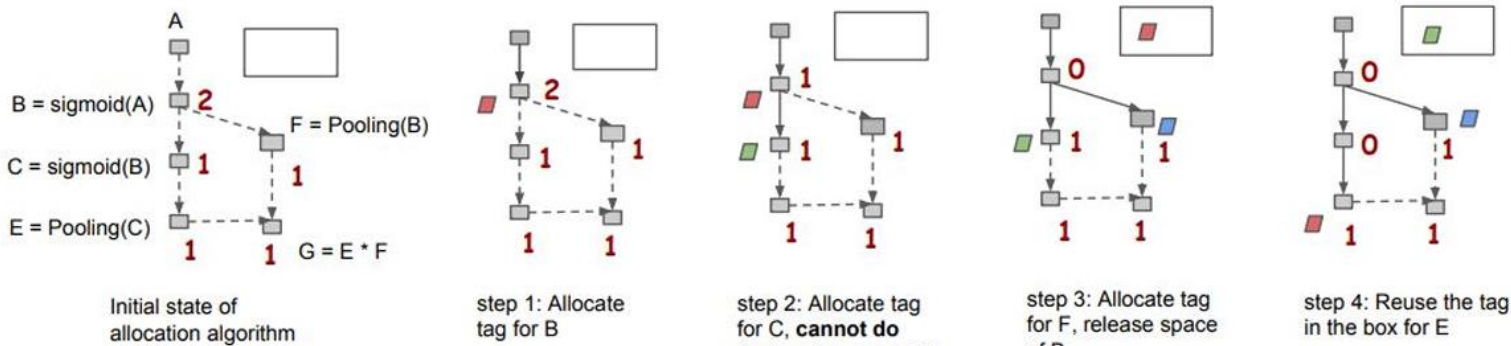 A
B = sigmoid(A)
2
F = Pooling(B)
C = sigmoid(B)
1
1
E = Pooling(C)
1
1
G = E * F
Initial state of
allocation algorithm
2
1
1
1
1
step 1: Allocate
tag for B
1
1
1
1
1
step 2: Allocate tag
for C, cannot do
0
1
1
1
1
step 3: Allocate tag
for F, release space
0
0
1
1
1
step 4: Reuse the tag
in the box for E